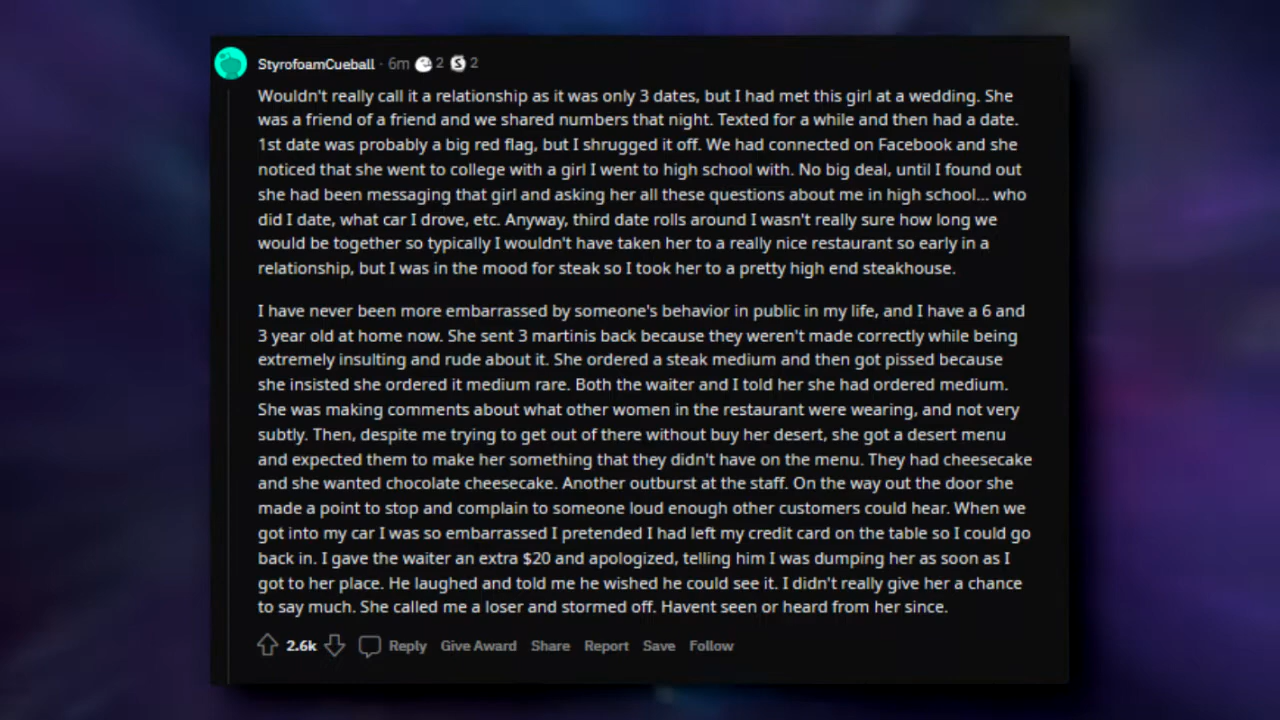 StyrofoamCueball · 6m 2 2
Wouldn't really call it a relationship as it was only 3 dates, but I had met this girl at a wedding. She
was a friend of a friend and we shared numbers that night. Texted for a while and then had a date.
1st date was probably a big red flag, but I shrugged it off. We had connected on Facebook and she
noticed that she went to college with a girl I went to high school with. No big deal, until I found out
she had been messaging that girl and asking her all these questions about me in high school... who
did I date, what car I drove, etc. Anyway, third date rolls around I wasn't really sure how long we
would be together so typically I wouldn't have taken her to a really nice restaurant so early in a
relationship, but I was in the mood for steak so I took her to a pretty high end steakhouse.
I have never been more embarrassed by someone's behavior in public in my life, and I have a 6 and
3 year old at home now. She sent 3 martinis back because they weren't made correctly while being
extremely insulting and rude about it. She ordered a steak medium and then got pissed because
she insisted she ordered it medium rare. Both the waiter and I told her she had ordered medium.
She was making comments about what other women in the restaurant were wearing, and not very
subtly. Then, despite me trying to get out of there without buy her desert, she got a desert menu
and expected them to make her something that they didn't have on the menu. They had cheesecake
and she wanted chocolate cheesecake. Another outburst at the staff. On the way out the door she
made a point to stop and complain to someone loud enough other customers could hear. When we
got into my car I was so embarrassed I pretended I had left my credit card on the table so I could go
back in. I gave the waiter an extra $20 and apologized, telling him I was dumping her as soon as I
got to her place. He laughed and told me he wished he could see it. I didn't really give her a chance
to say much. She called me a loser and stormed off. Havent seen or heard from her since.
2.6k Reply Give Award Share Report Save Follow